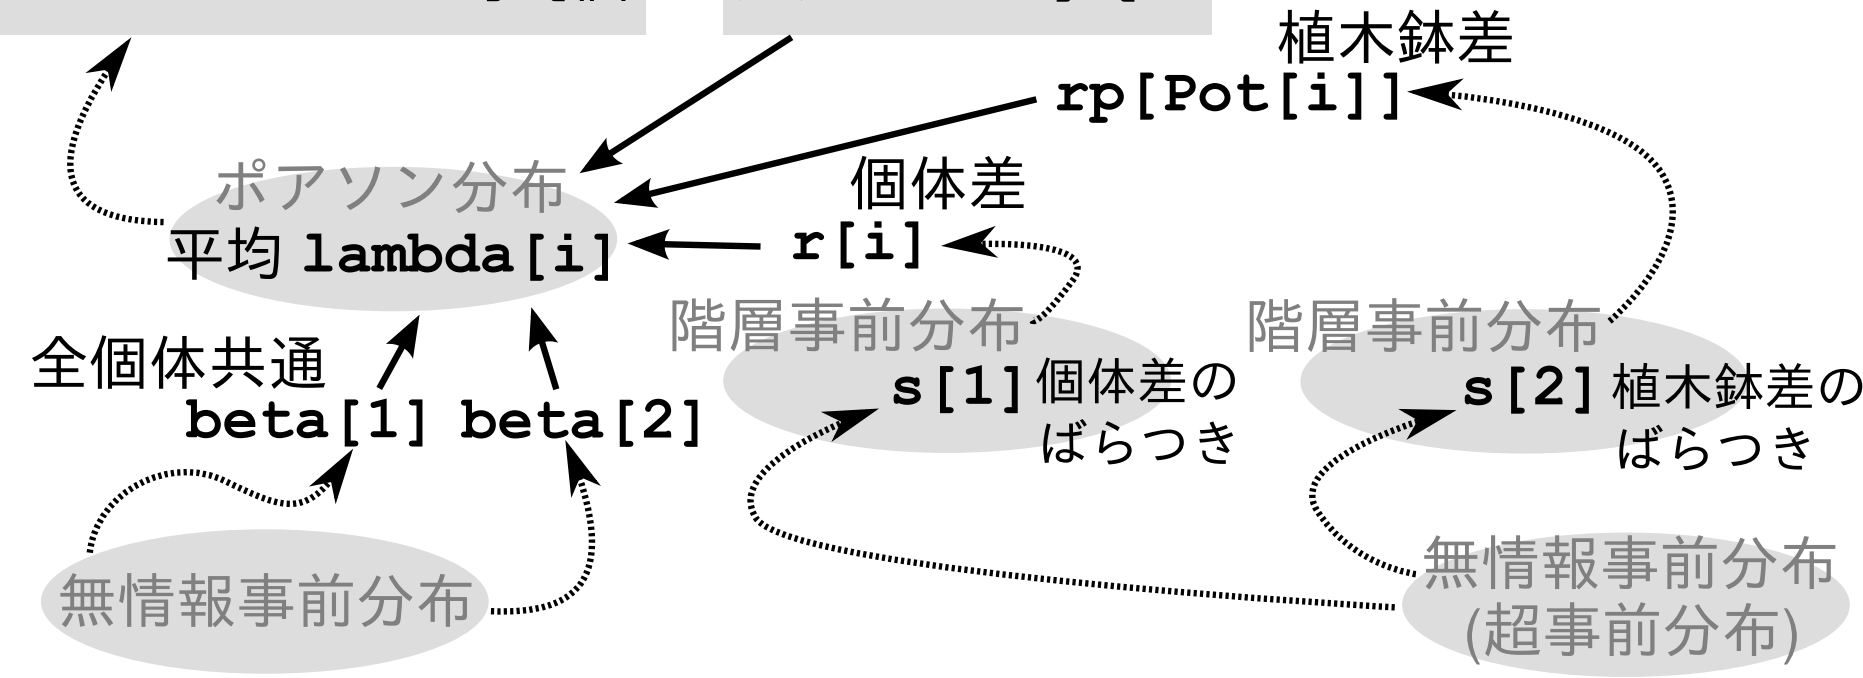 植木鉢差
rp[Pot[i]]
ポアソン分布
平均 lambda[i]
個体差
r[i]
全個体共通
beta[1] beta[2]
階層事前分布
s[1] 個体差の
ばらつき
階層事前分布
s[2] 植木鉢差の
ばらつき
無情報事前分布
無情報事前分布
(超事前分布)